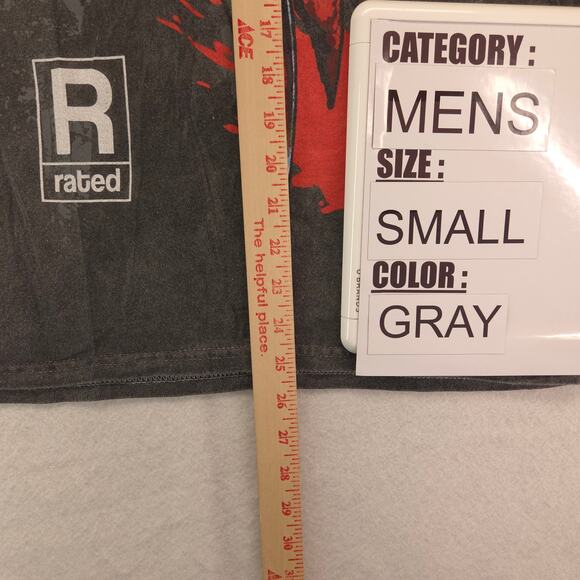 R
rated
ACE
17
18
19
20
21
22
23
24
25
26
27
28
29
30
The helpful place.
CATEGORY :
MENS
SIZE :
SMALL
COLOR :
GRAY